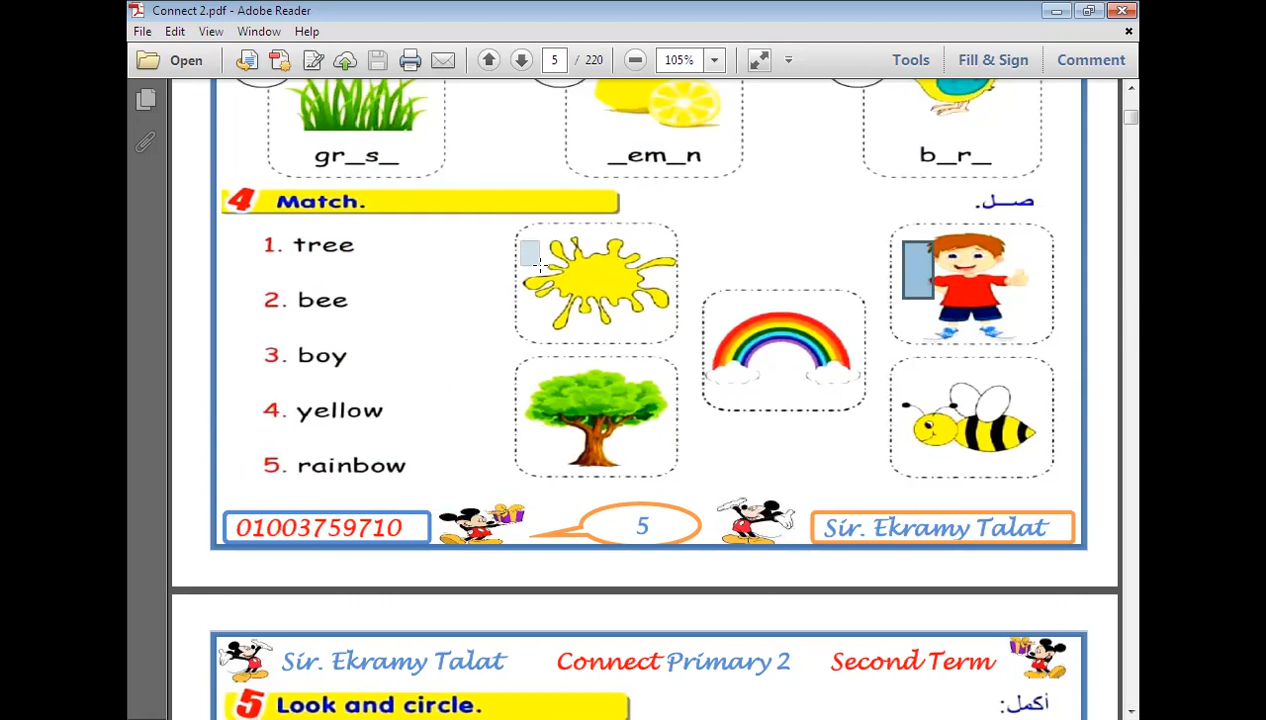 Connect 2.pdf - Adobe Reader
File Edit View Window Help
Open 5 / 220 105% Tools Fill & Sign Comment
gr_s_ _em_n b_r_
4 Match. صـــل.
1. tree
2. bee
3. boy
4. yellow
5. rainbow
01003759710 5 Sir. Ekramy Talat
Sir. Ekramy Talat Connect Primary 2 Second Term
5 Look and circle. أكمل: